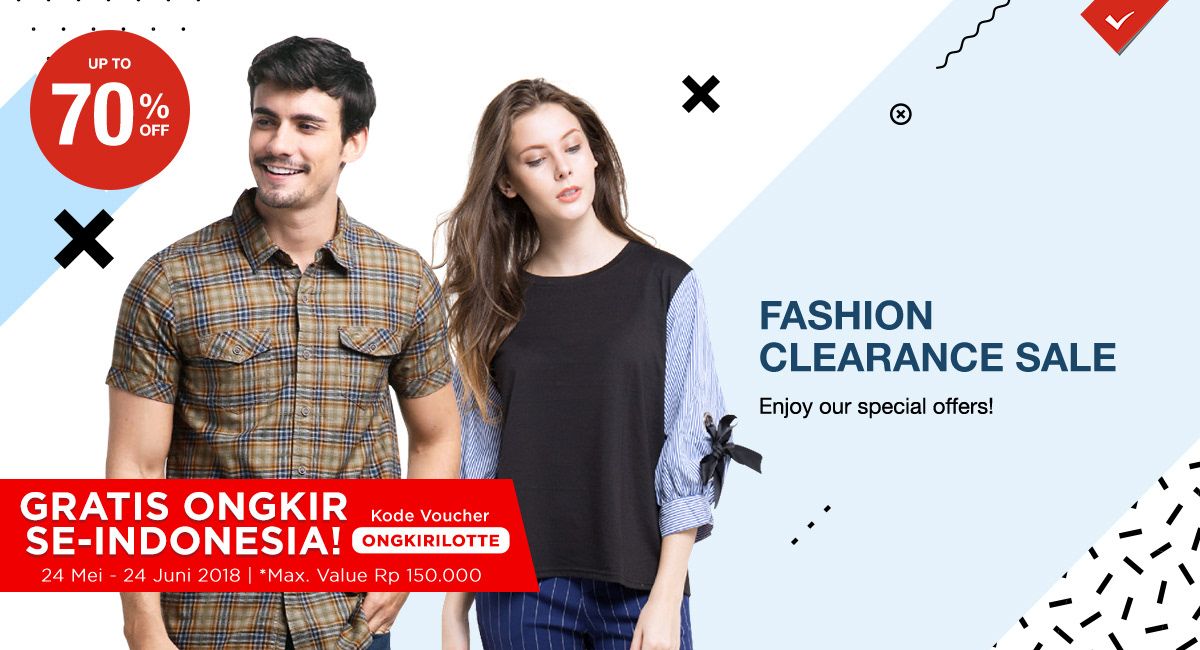 UP TO
70%
OFF
FASHION
CLEARANCE SALE
Enjoy our special offers!
GRATIS ONGKIR
SE-INDONESIA!
Kode Voucher
ONGKIRILOTTE
24 Mei - 24 Juni 2018 | *Max. Value Rp 150.000